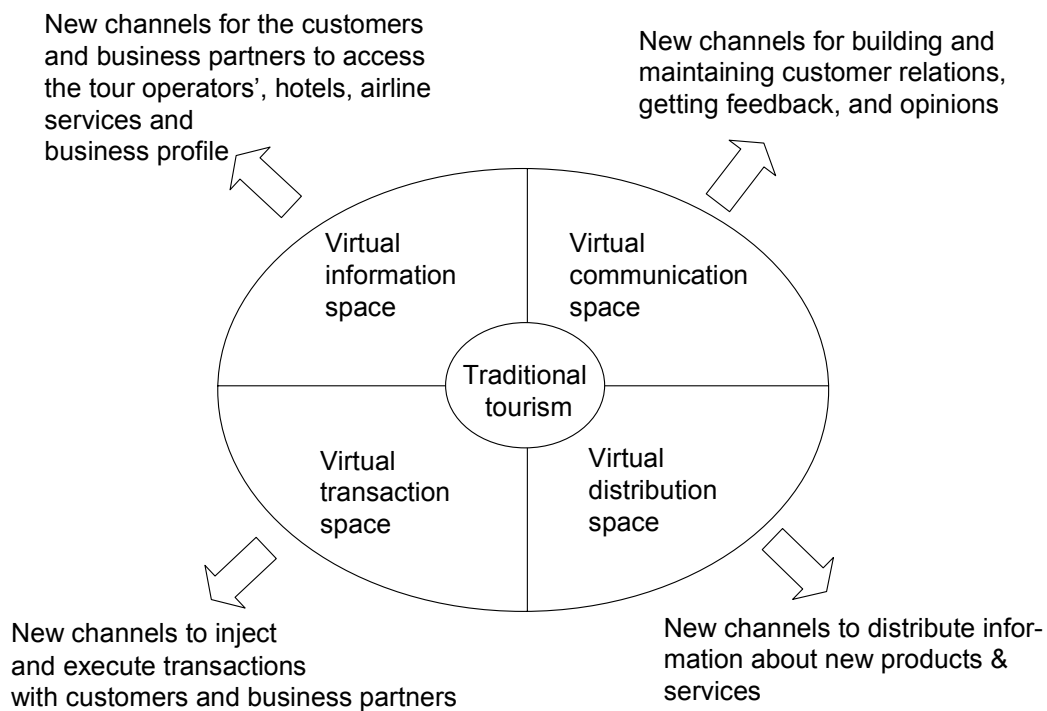 New channels for the customers
and business partners to access
the tour operators’, hotels, airline
services and
business profile
New channels for building and
maintaining customer relations,
getting feedback, and opinions
Virtual
information
space
Virtual
communication
space
Traditional
tourism
Virtual
transaction
space
Virtual
distribution
space
New channels to inject
and execute transactions
with customers and business partners
New channels to distribute infor-
mation about new products &
services